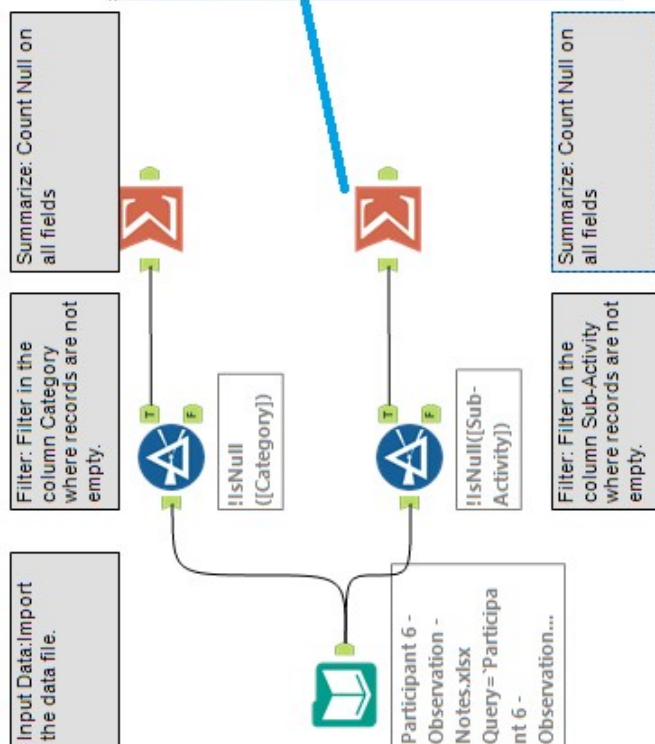 Summarize: Count Null on
all fields
Summarize: Count Null on
all fields
Filter: Filter in the
column Category
where records are not
empty.
T
F
!IsNull
([Category])
T
F
!IsNull([Sub-
Activity])
Filter: Filter in the
column Sub-Activity
where records are not
empty.
Input Data:Import
the data file.
Participant 6 -
Observation -
Notes.xlsx
Query=`Participa
nt 6 -
Observation...